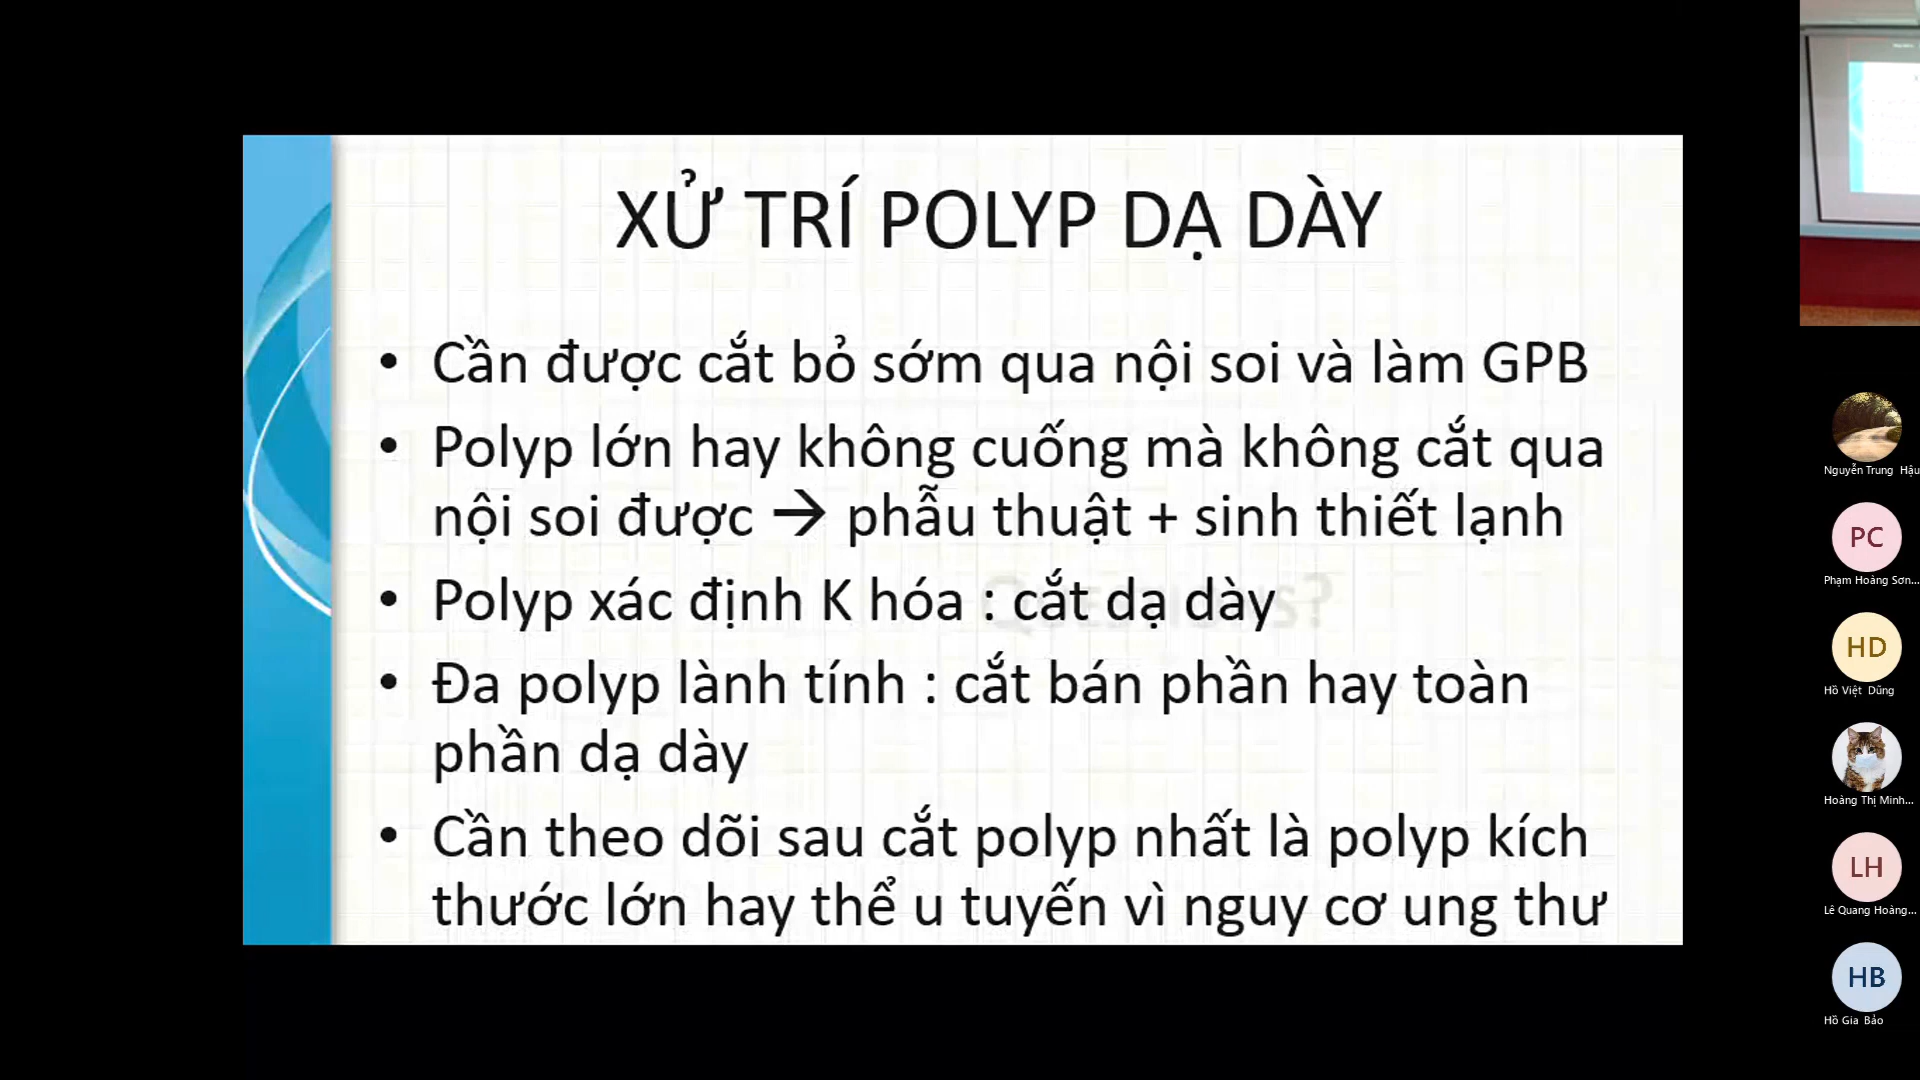 XỬ TRÍ POLYP DẠ DÀY
• Cần được cắt bỏ sớm qua nội soi và làm GPB
• Polyp lớn hay không cuống mà không cắt qua
nội soi được → phẫu thuật + sinh thiết lạnh
• Polyp xác định K hóa : cắt dạ dày
• Đa polyp lành tính : cắt bán phần hay toàn
phần dạ dày
• Cần theo dõi sau cắt polyp nhất là polyp kích
thước lớn hay thể u tuyến vì nguy cơ ung thư
Nguyễn Trung Hậu
PC
Phạm Hoàng Sơn...
HD
Hồ Việt Dũng
Hoàng Thị Minh...
LH
Lê Quang Hoàng...
HB
Hồ Gia Bảo